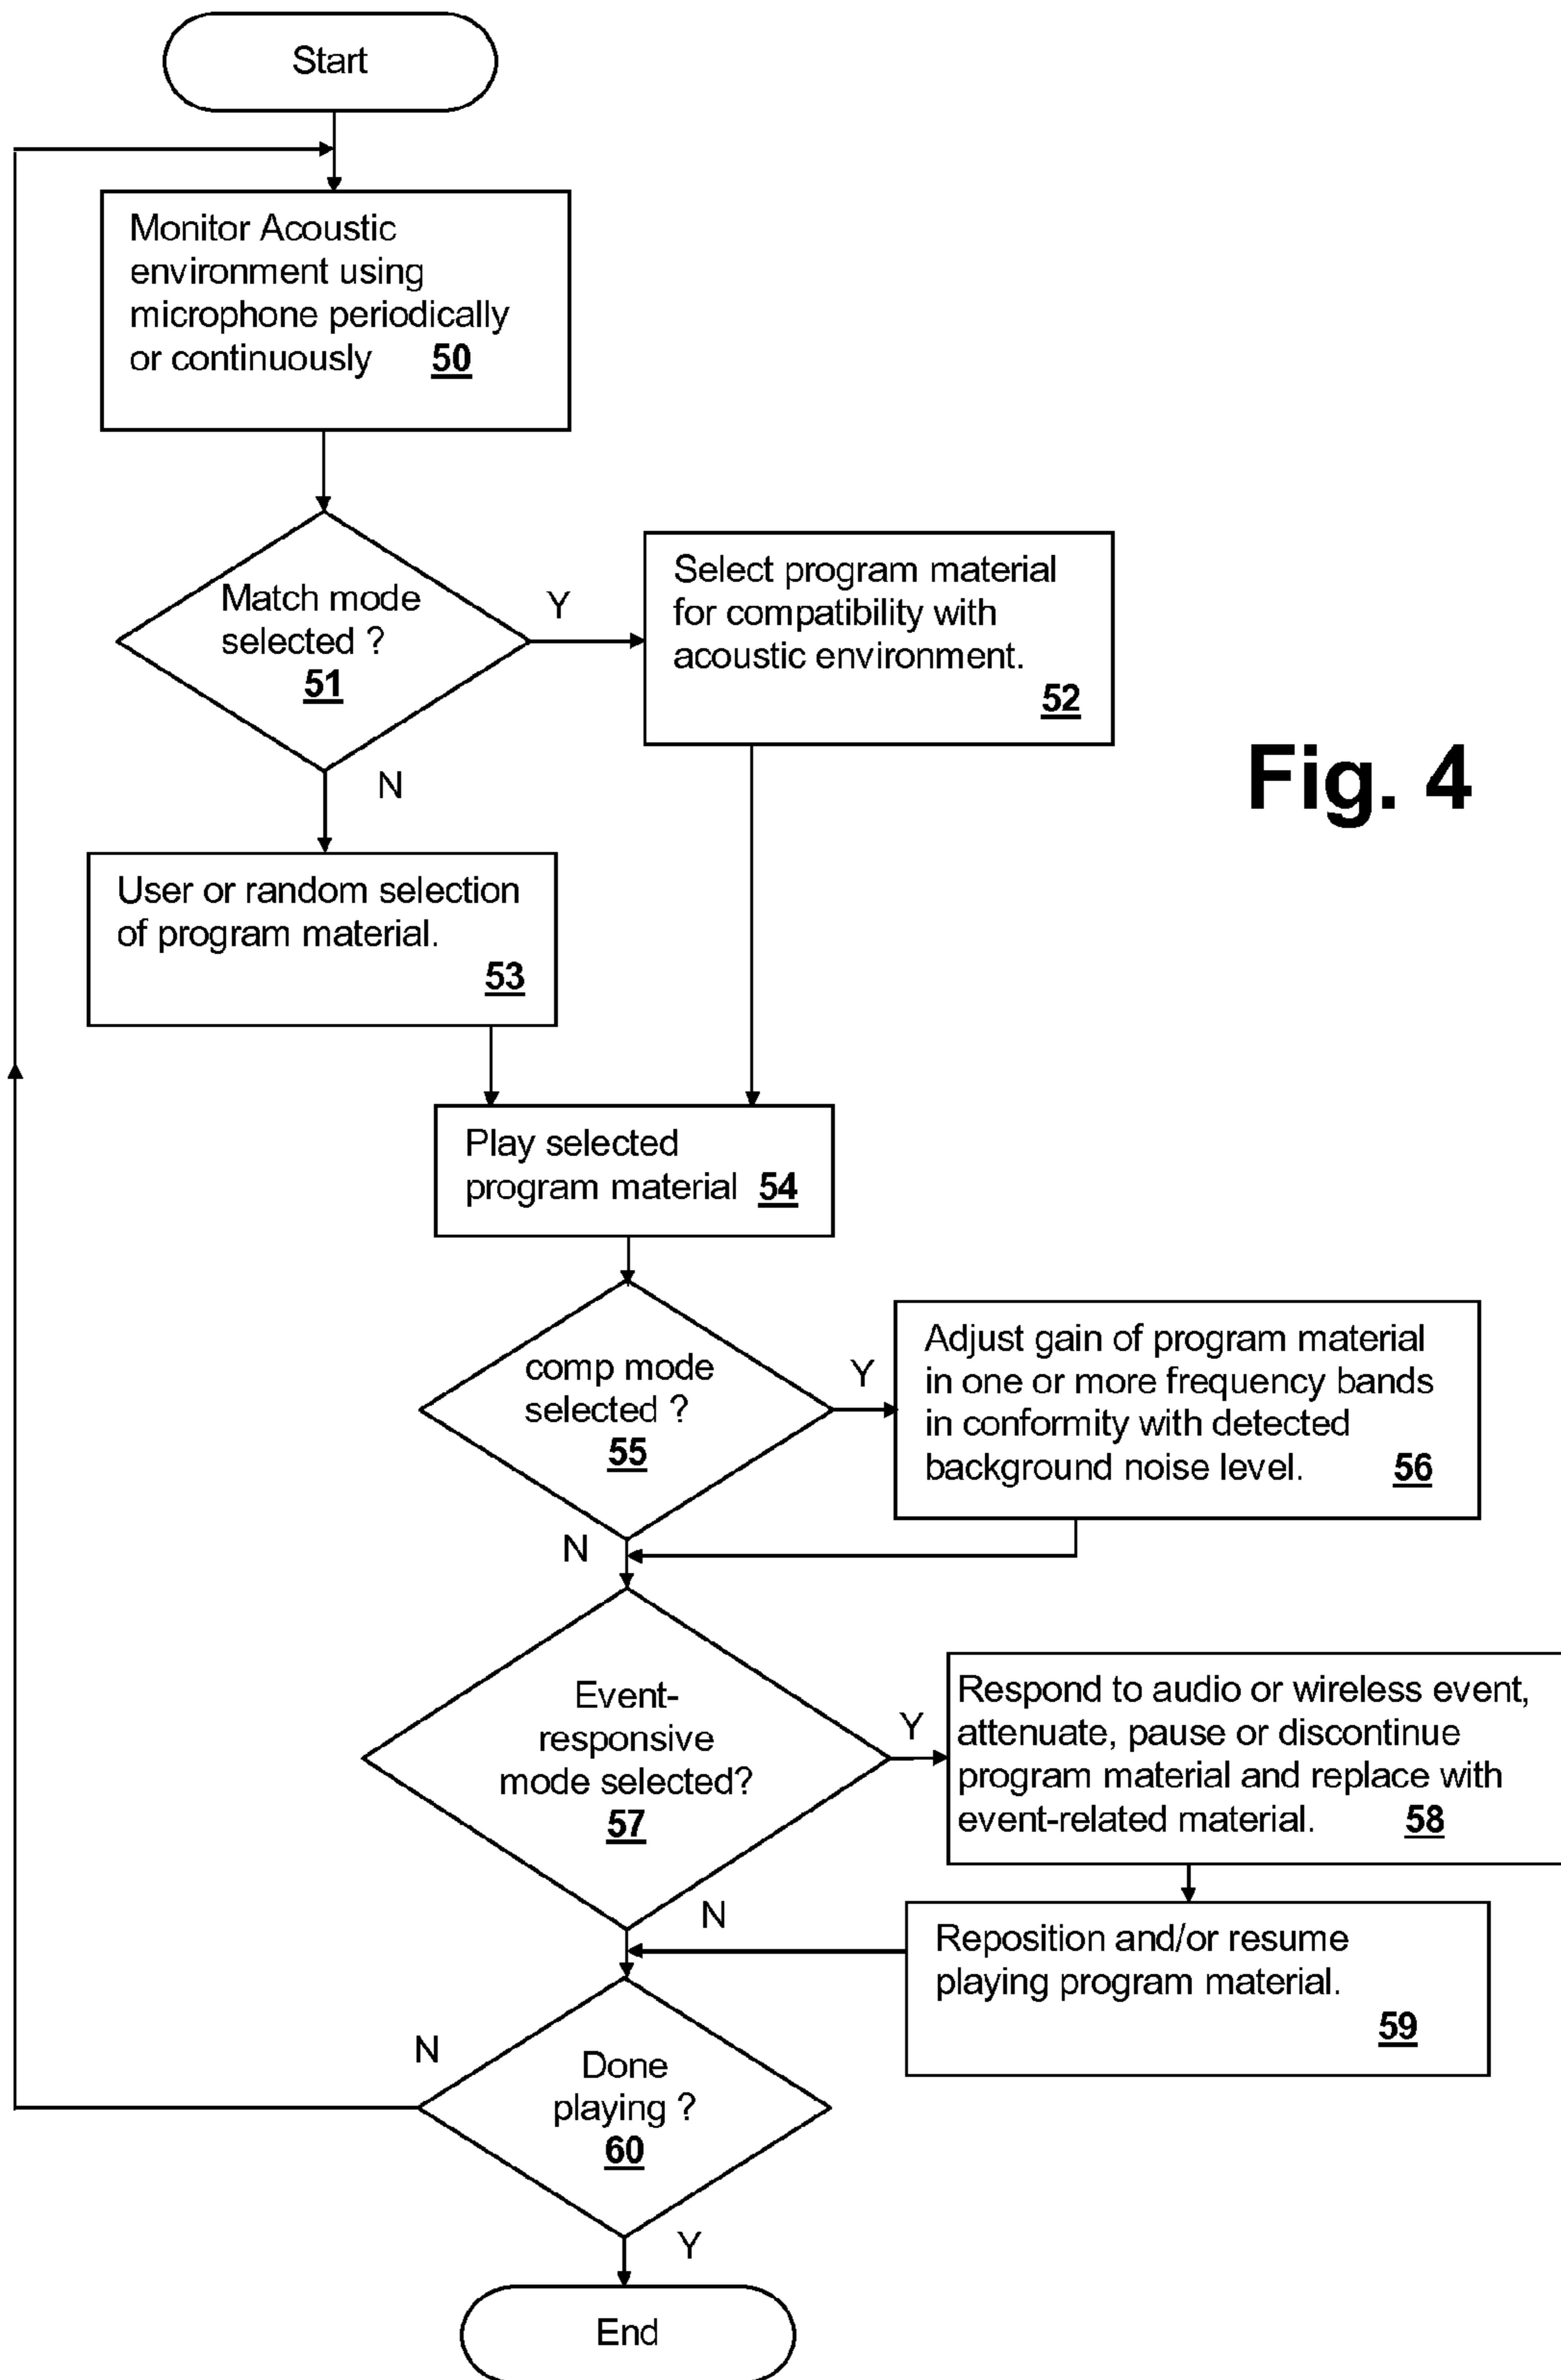 Start
Monitor Acoustic
environment using
microphone periodically
or continuously 50
Match mode
selected ?
51
Y
N
Select program material
for compatibility with
acoustic environment.
52
Fig. 4
User or random selection
of program material.
53
Play selected
program material 54
comp mode
selected ?
55
Y
N
Adjust gain of program material
in one or more frequency bands
in conformity with detected
background noise level. 56
Event-
responsive
mode selected?
57
Y
N
Respond to audio or wireless event,
attenuate, pause or discontinue
program material and replace with
event-related material. 58
Reposition and/or resume
playing program material.
59
Done
playing ?
60
N
Y
End